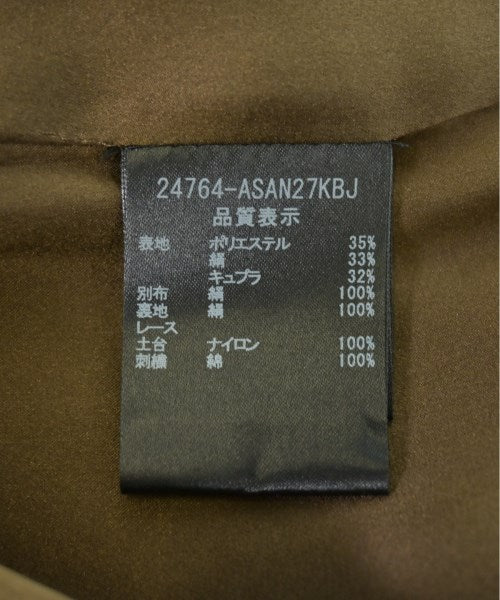 24764-ASAN27KBJ
品質表示
表地 ポリエステル 35%
絹 33%
キュプラ 32%
別布 絹 100%
裏地 絹 100%
レース
土台 ナイロン 100%
刺繍 綿 100%